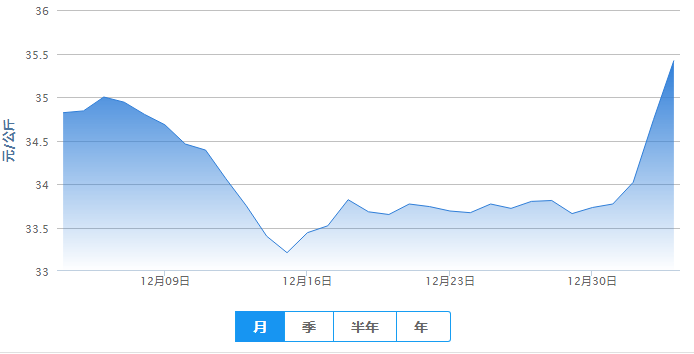 36
35.5
35
34.5
34
33.5
33
元/公斤
12月09日
12月16日
12月23日
12月30日
月
季
半年
年